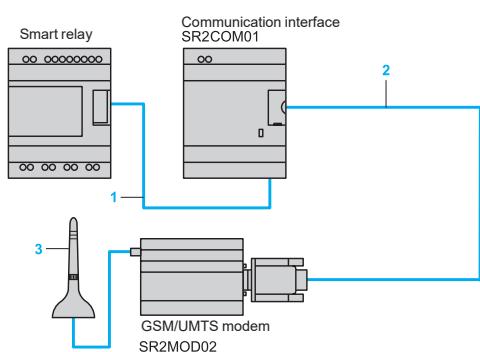 Smart relay
Communication interface
SR2COM01
2
1
3
GSM/UMTS modem
SR2MOD02